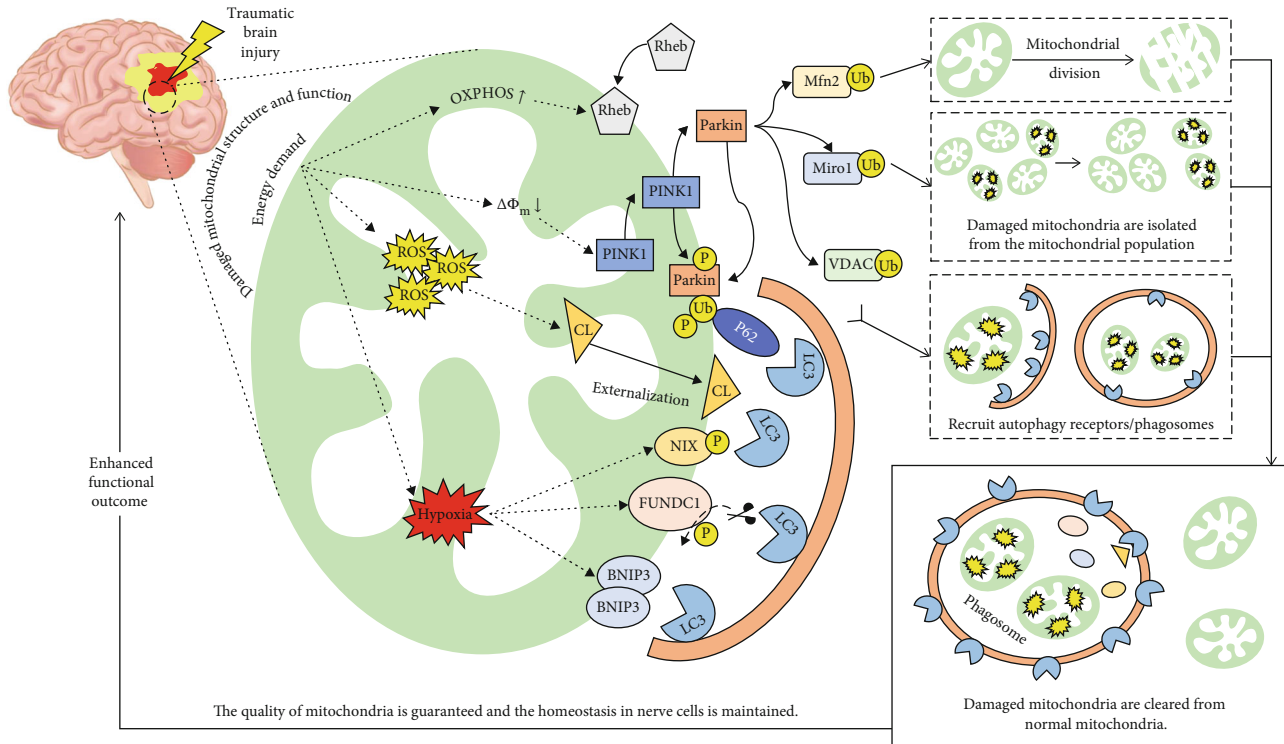 Traumatic
brain
injury
Damaged mitochondrial structure and function
Energy demand
OXPHOS ↑
Rheb
Rheb
ΔΦm ↓
PINK1
PINK1
Parkin
Parkin
P
Ub
P
P62
ROS
ROS
ROS
CL
Externalization
CL
LC3
NIX
P
LC3
Hypoxia
FUNDC1
P
LC3
BNIP3
BNIP3
LC3
Mfn2
Ub
Miro1
Ub
VDAC
Ub
Mitochondrial
division
Damaged mitochondria are isolated
from the mitochondrial population
Recruit autophagy receptors/phagosomes
Phagosome
Damaged mitochondria are cleared from
normal mitochondria.
Enhanced
functional
outcome
The quality of mitochondria is guaranteed and the homeostasis in nerve cells is maintained.